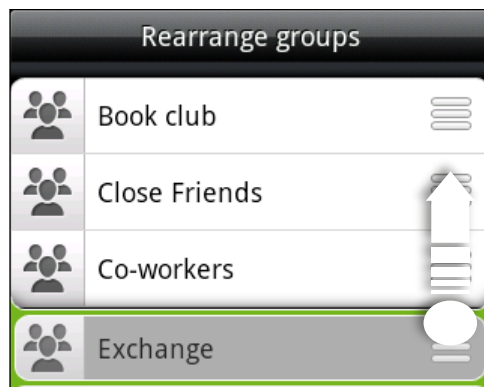 Rearrange groups
Book club
Close Friends
Co-workers
Exchange